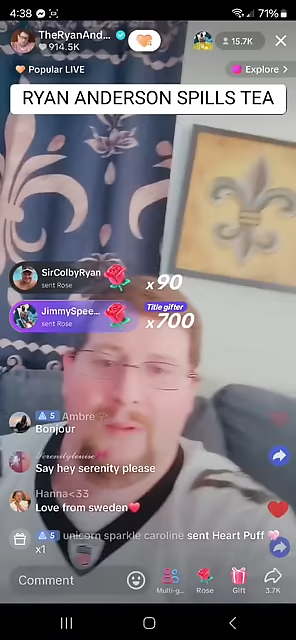 4:38
71%
TheRyanAnd...
914.5K
15.7K
Popular LIVE
Explore >
RYAN ANDERSON SPILLS TEA
SirColbyRyan
sent Rose
x90
Title gifter
JimmySpee...
sent Rose
x700
5 Ambre
Bonjour
Serenitylouise
Say hey serenity please
Hanna<33
Love from sweden
5 unicorn sparkle caroline sent Heart Puff
x1
Comment
Multi-g...
Rose
Gift
3.7K